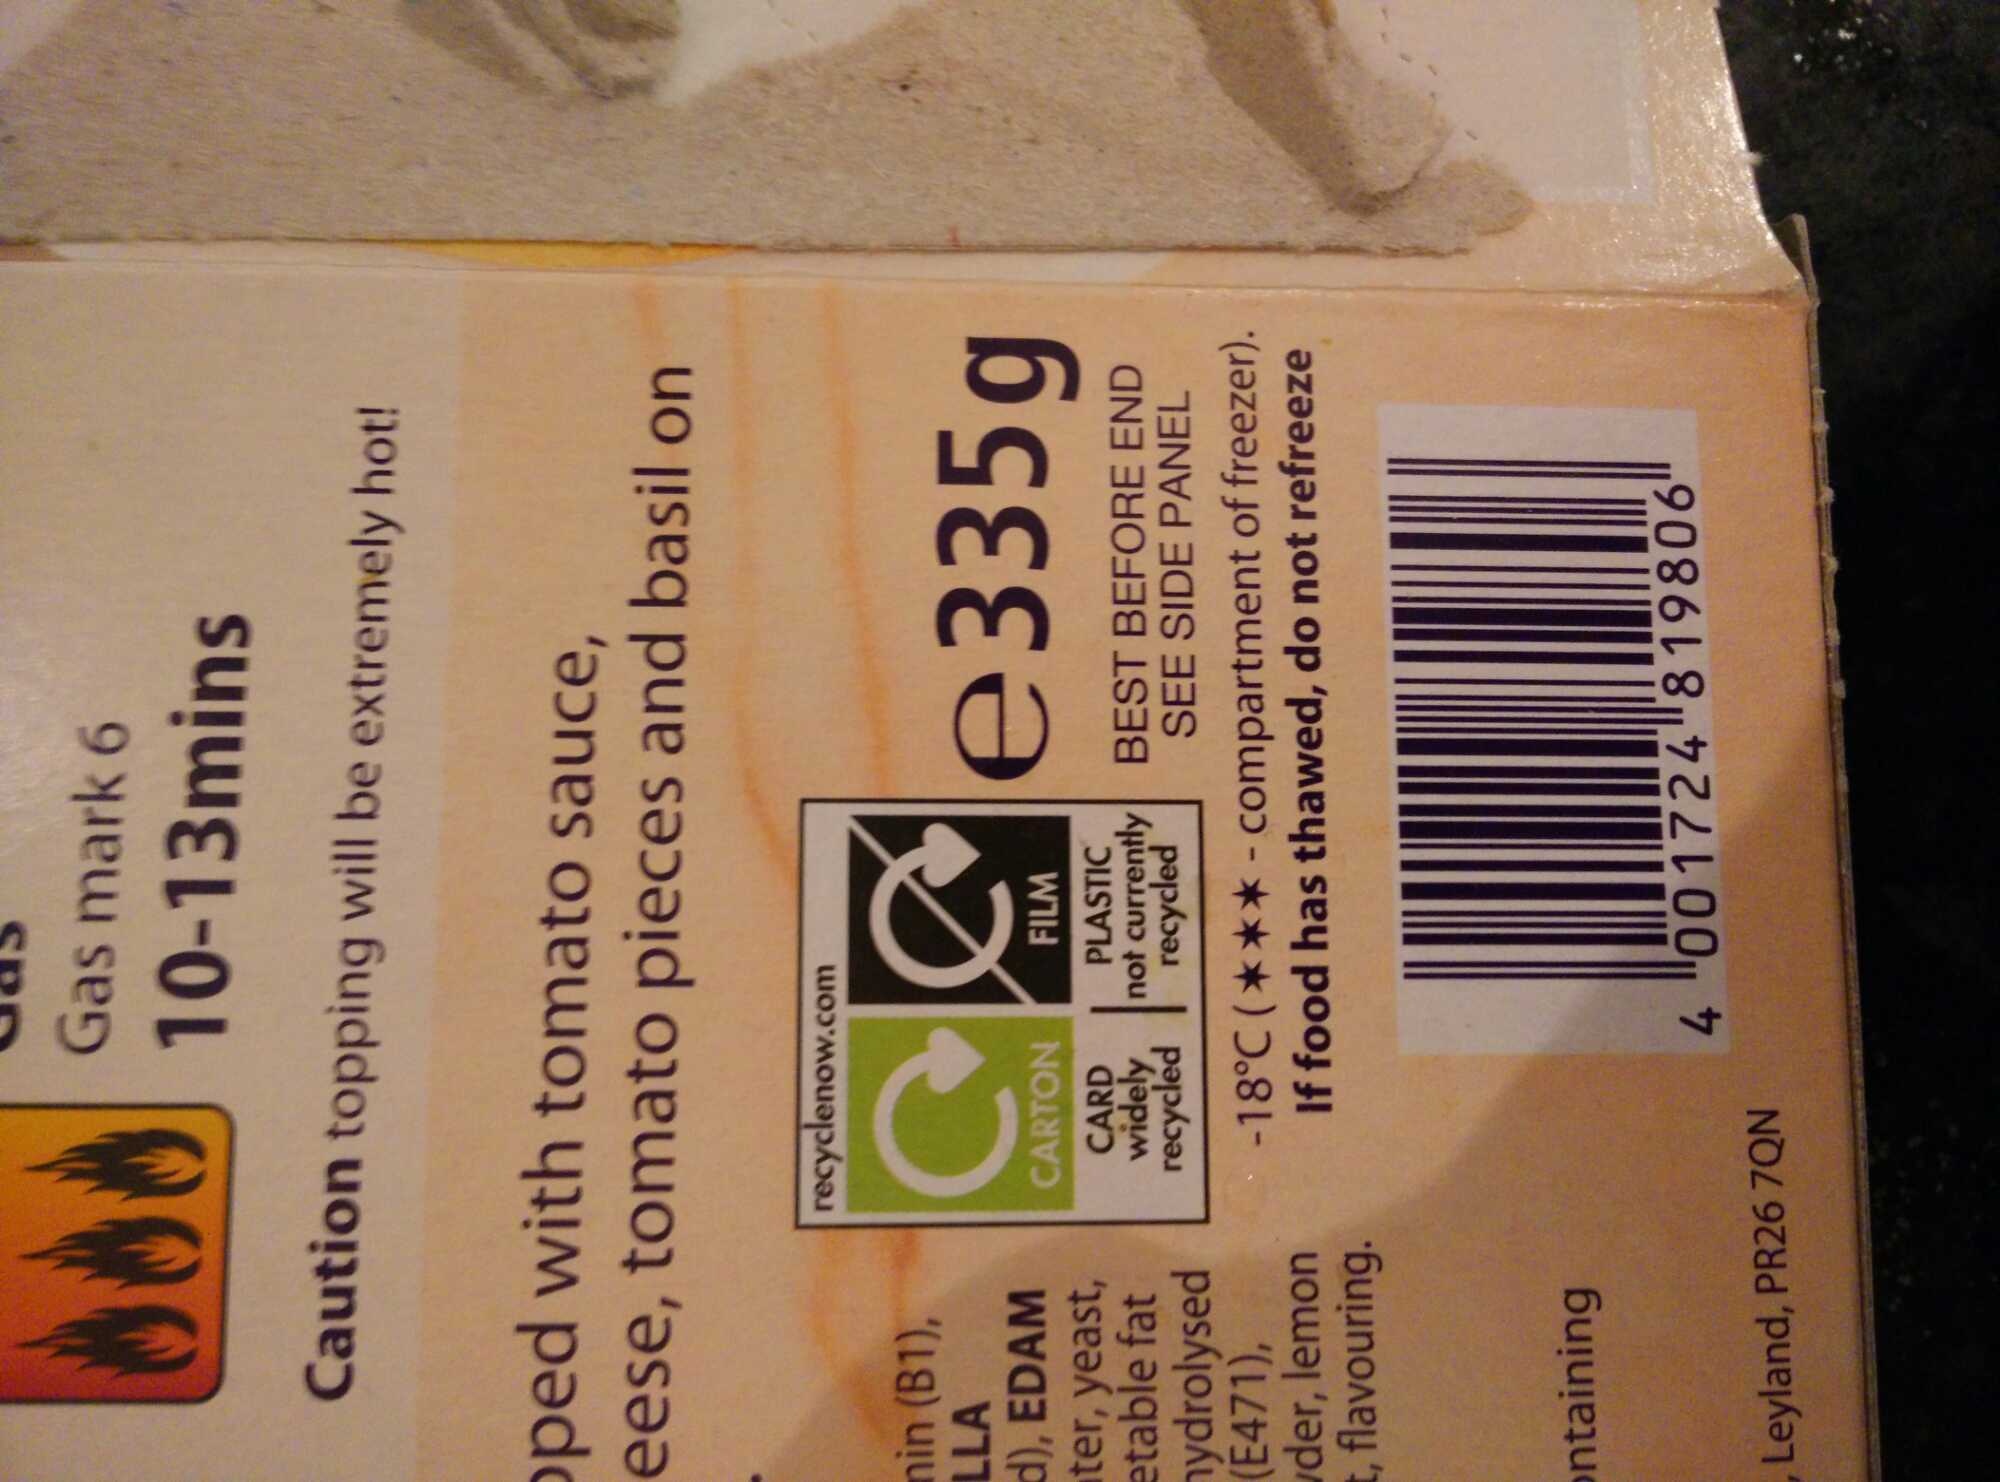 Gas
Gas mark 6
10-13mins
Caution topping will be extremely hot!
pped with tomato sauce,
eese, tomato pieces and basil on
recyclenow.com
CARTON
FILM
CARD
widely
recycled
PLASTIC
not currently
recycled
e335g
BEST BEFORE END
SEE SIDE PANEL
-18°C (✶✶✶ - compartment of freezer).
If food has thawed, do not refreeze
min (B1),
LLA
d), EDAM
ter, yeast,
etable fat
hydrolysed
(E471),
wder, lemon
t, flavouring.
ontaining
, Leyland, PR26 7QN
4 001724 819806